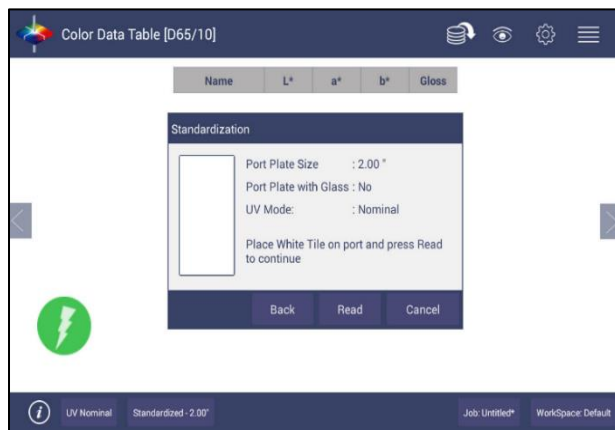 Color Data Table [D65/10]
Name L* a* b* Gloss
Standardization
Port Plate Size : 2.00 "
Port Plate with Glass : No
UV Mode: : Nominal
Place White Tile on port and press Read
to continue
Back Read Cancel
i UV Nominal Standardized - 2.00" Job: Untitled* WorkSpace: Default